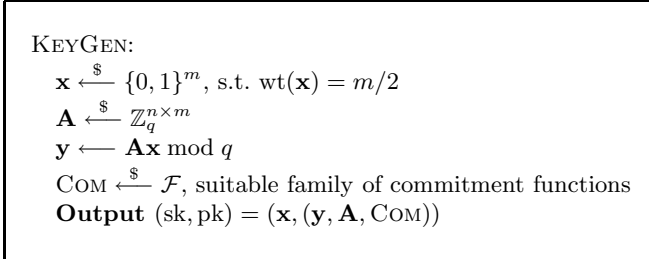 KEYGEN:
x ←$ {0, 1}^m, s.t. wt(x) = m/2
A ←$ ℤ_q^{n×m}
y ← Ax mod q
COM ←$ ℱ, suitable family of commitment functions
Output (sk, pk) = (x, (y, A, COM))